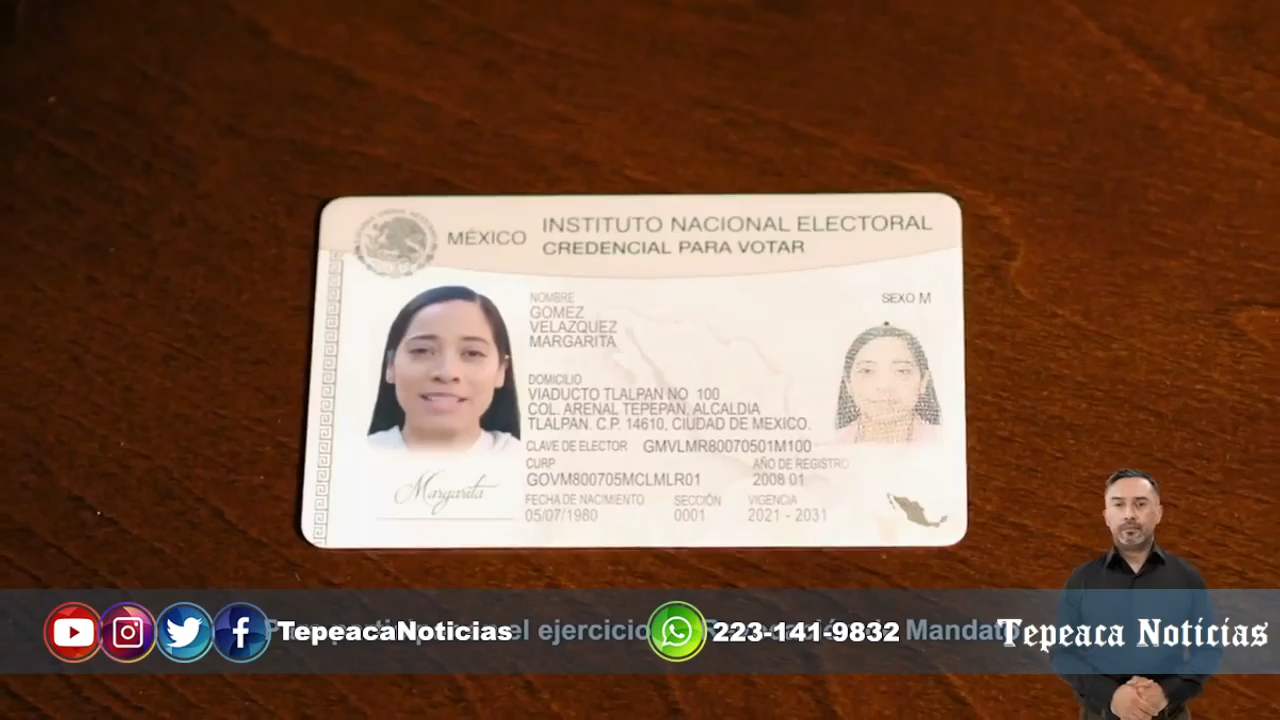 MÉXICO
INSTITUTO NACIONAL ELECTORAL
CREDENCIAL PARA VOTAR
NOMBRE
GOMEZ
VELAZQUEZ
MARGARITA
SEXO M
DOMICILIO
VIADUCTO TLALPAN NO 100
COL. ARENAL TEPEPAN, ALCALDIA
TLALPAN. C.P. 14610, CIUDAD DE MEXICO.
CLAVE DE ELECTOR GMVLMR80070501M100
CURP
GOVM800705MCLMLR01
AÑO DE REGISTRO
2008 01
FECHA DE NACIMIENTO
05/07/1980
SECCIÓN
0001
VIGENCIA
2021 - 2031
Margarita
TepeacaNoticias
el ejercicio
223-141-9832
Mandato
Tepeaca Noticias